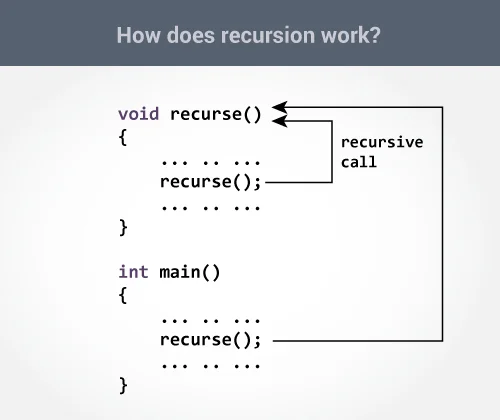 How does recursion work?
void recurse()
{
... .. ...
recurse();
... .. ...
}
recursive
call
int main()
{
... .. ...
recurse();
... .. ...
}